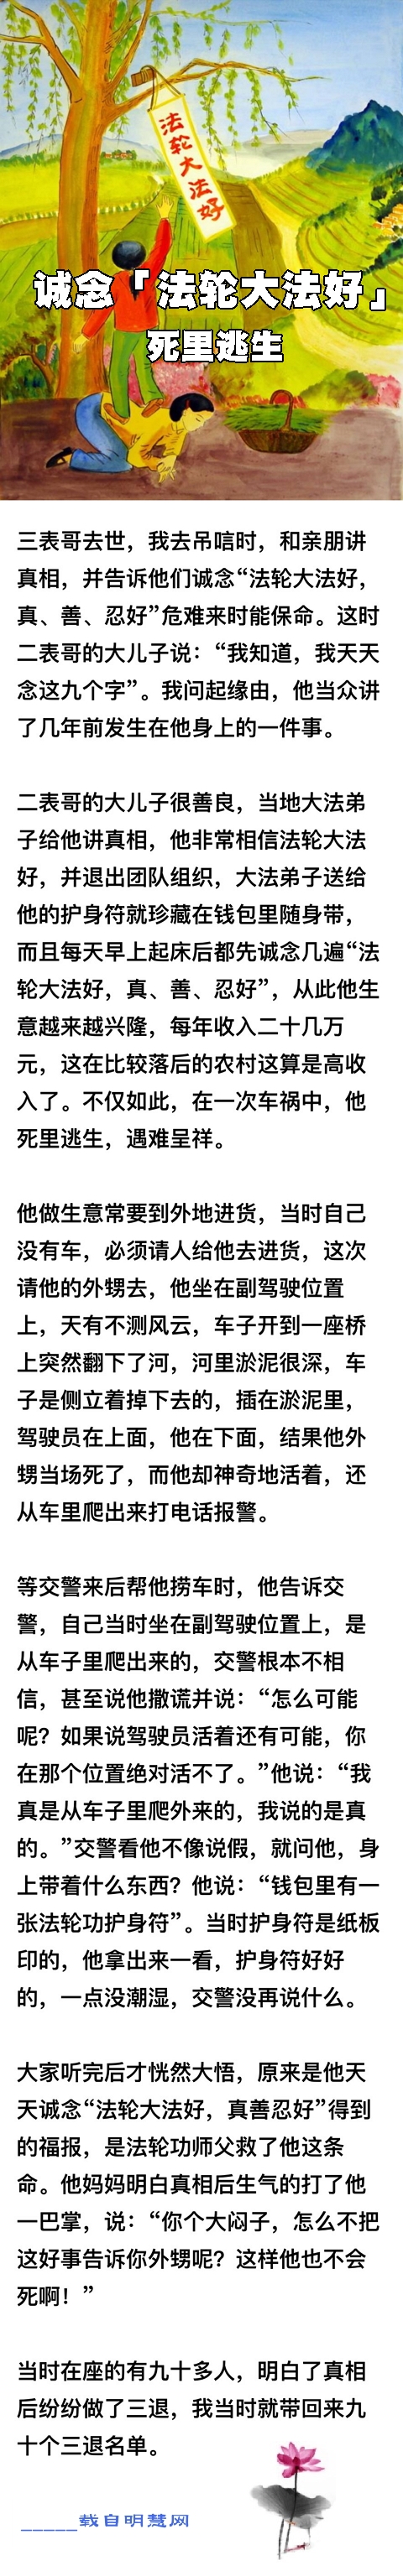 法轮大法好
诚念「法轮大法好」
死里逃生
三表哥去世，我去吊唁时，和亲朋讲
真相，并告诉他们诚念“法轮大法好，
真、善、忍好”危难来时能保命。这时
二表哥的大儿子说：“我知道，我天天
念这九个字”。我问起缘由，他当众讲
了几年前发生在他身上的一件事。
二表哥的大儿子很善良，当地大法弟
子给他讲真相，他非常相信法轮大法
好，并退出团队组织，大法弟子送给
他的护身符就珍藏在钱包里随身带，
而且每天早上起床后都先诚念几遍“法
轮大法好，真、善、忍好”，从此他生
意越来越兴隆，每年收入二十几万
元，这在比较落后的农村这算是高收
入了。不仅如此，在一次车祸中，他
死里逃生，遇难呈祥。
他做生意常要到外地进货，当时自己
没有车，必须请人给他去进货，这次
请他的外甥去，他坐在副驾驶位置
上，天有不测风云，车子开到一座桥
上突然翻下了河，河里淤泥很深，车
子是侧立着掉下去的，插在淤泥里，
驾驶员在上面，他在下面，结果他外
甥当场死了，而他却神奇地活着，还
从车里爬出来打电话报警。
等交警来后帮他捞车时，他告诉交
警，自己当时坐在副驾驶位置上，是
从车子里爬出来的，交警根本不相
信，甚至说他撒谎并说：“怎么可能
呢？如果说驾驶员活着还有可能，你
在那个位置绝对活不了。”他说：“我
真是从车子里爬外来的，我说的是真
的。”交警看他不像说假，就问他，身
上带着什么东西？他说：“钱包里有一
张法轮功护身符”。当时护身符是纸板
印的，他拿出来一看，护身符好好
的，一点没潮湿，交警没再说什么。
大家听完后才恍然大悟，原来是他天
天诚念“法轮大法好，真善忍好”得到
的福报，是法轮功师父救了他这条
命。他妈妈明白真相后生气的打了他
一巴掌，说：“你个大闷子，怎么不把
这好事告诉你外甥呢？这样他也不会
死啊！”
当时在座的有九十多人，明白了真相
后纷纷做了三退，我当时就带回来九
十个三退名单。
_____载自明慧网